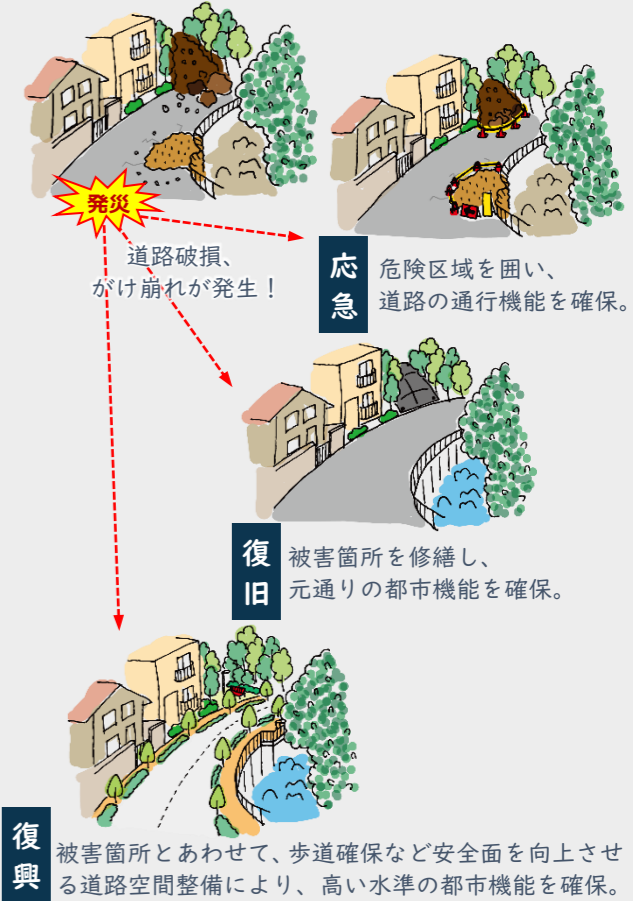 発災
道路破損、
がけ崩れが発生！
応急
危険区域を囲い、
道路の通行機能を確保。
復旧
被害箇所を修繕し、
元通りの都市機能を確保。
復興
被害箇所とあわせて、歩道確保など安全面を向上させ
る道路空間整備により、高い水準の都市機能を確保。